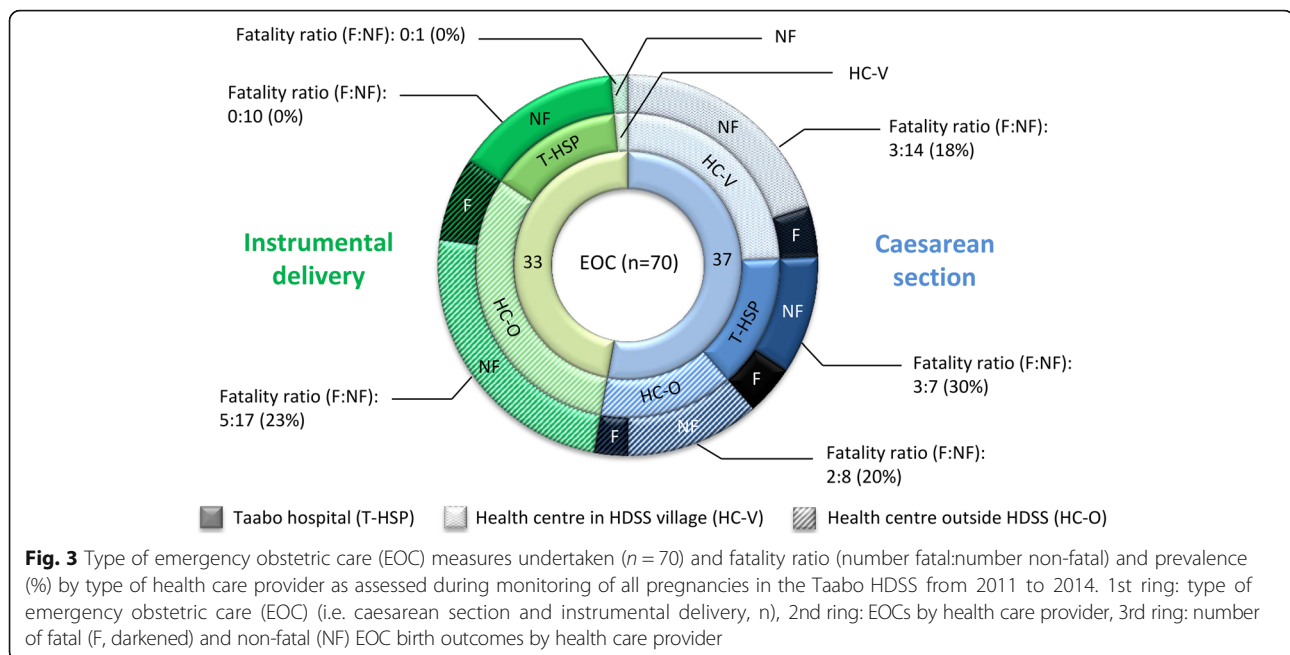 Fatality ratio (F:NF): 0:1 (0%)
NF
HC-V
Fatality ratio (F:NF):
0:10 (0%)
Fatality ratio (F:NF):
3:14 (18%)
NF
NF
T-HSP
HC-V
F
F
Instrumental
delivery
33
EOC (n=70)
37
Caesarean
section
HC-O
T-HSP
NF
NF
HC-O
F
F
NF
Fatality ratio (F:NF):
5:17 (23%)
Fatality ratio (F:NF):
3:7 (30%)
Fatality ratio (F:NF):
2:8 (20%)
Taabo hospital (T-HSP) Health centre in HDSS village (HC-V) Health centre outside HDSS (HC-O)
Fig. 3 Type of emergency obstetric care (EOC) measures undertaken (n = 70) and fatality ratio (number fatal:number non-fatal) and prevalence
(%) by type of health care provider as assessed during monitoring of all pregnancies in the Taabo HDSS from 2011 to 2014. 1st ring: type of
emergency obstetric care (EOC) (i.e. caesarean section and instrumental delivery, n), 2nd ring: EOCs by health care provider, 3rd ring: number
of fatal (F, darkened) and non-fatal (NF) EOC birth outcomes by health care provider